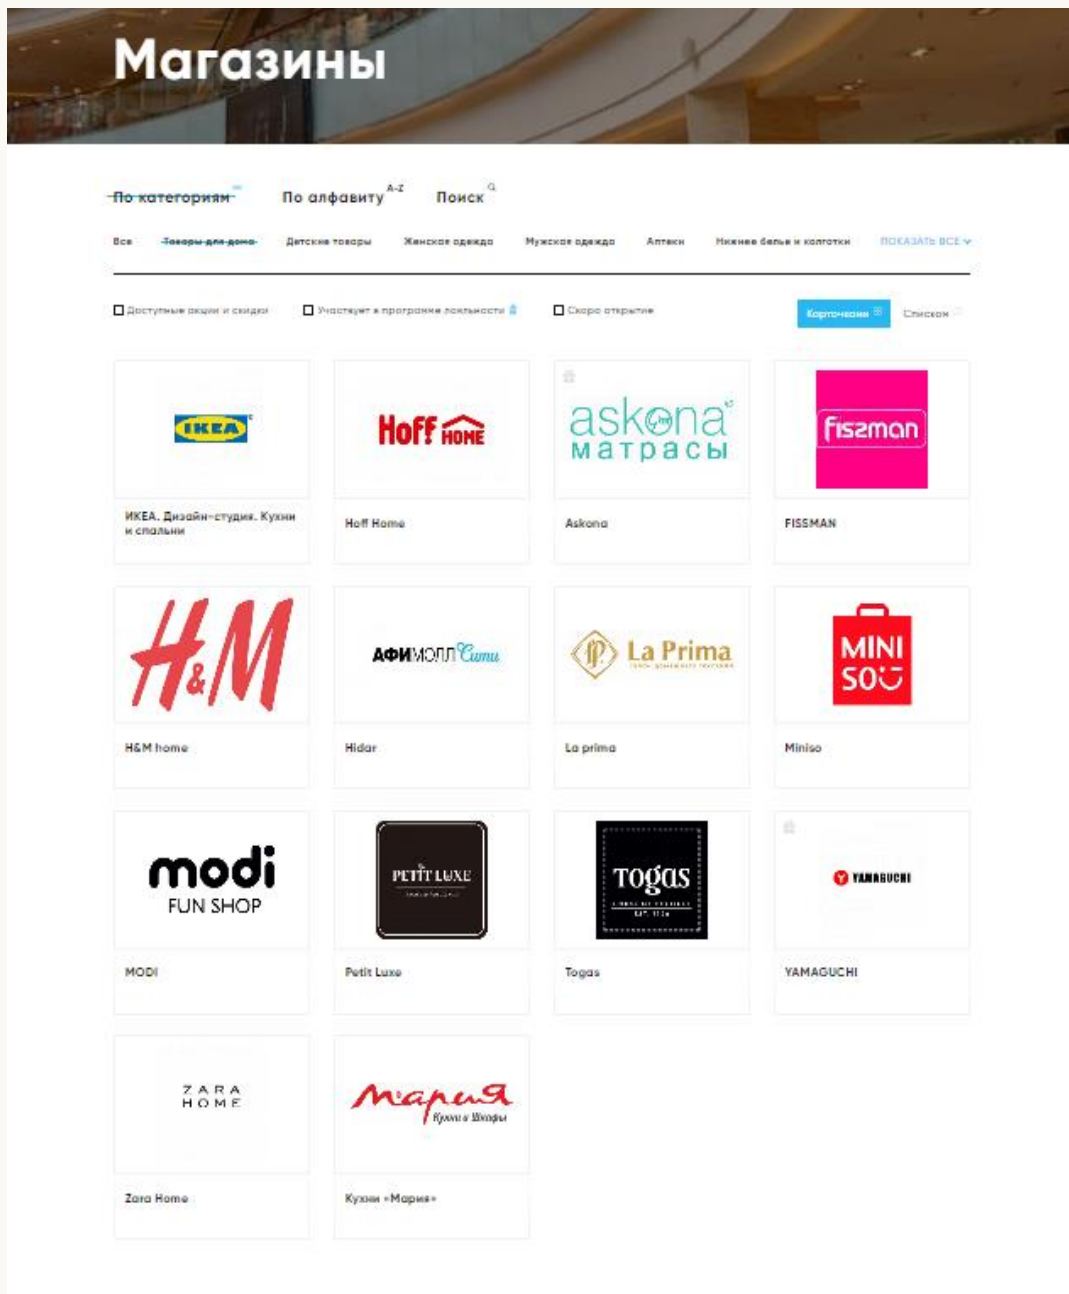 Магазины
По категориям
По алфавиту A-Z
Поиск
Все Товары для дома Детские товары Женская одежда Мужская одежда Аптеки Нижнее белье и колготки ПОКАЗАТЬ ВСЕ
Доступные акции и скидки Участвует в программе лояльности Скоро открытие Карточками Списком
IKEA
HOFF HOME
askona
матрасы
fissman
ИКЕА. Дизайн-студия. Кухни
и спальни
Hoff Home
Askona
FISSMAN
H&M
АФИМОЛЛ Сити
La Prima
MINI
SO
H&M home
Hidar
La prima
Miniso
modi
FUN SHOP
PETIT LUXE
TOGAS
YAMAGUCHI
MODI
Petit Luxe
Togas
YAMAGUCHI
ZARA
HOME
Мария
Кухни и Шкафы
Zara Home
Кухни «Мария»